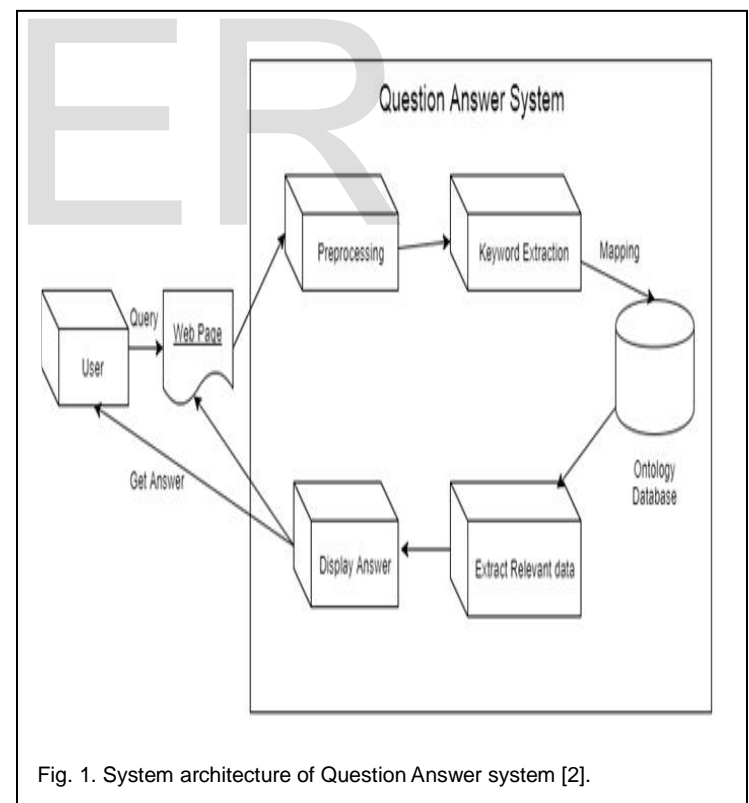 ER
Question Answer System
Preprocessing
Keyword Extraction
Mapping
Query
Web Page
User
Get Answer
Ontology
Database
Display Answer
Extract Relevant data
Fig. 1. System architecture of Question Answer system [2].